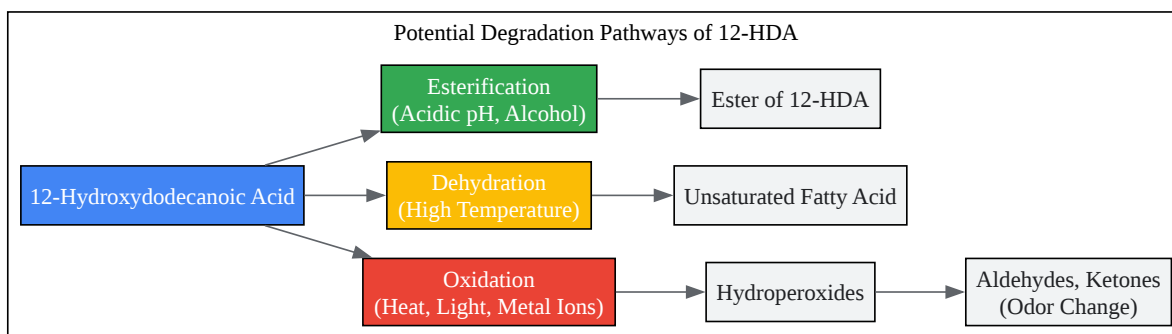 Potential Degradation Pathways of 12-HDA
Esterification
(Acidic pH, Alcohol)
Ester of 12-HDA
12-Hydroxydodecanoic Acid
Dehydration
(High Temperature)
Unsaturated Fatty Acid
Oxidation
(Heat, Light, Metal Ions)
Hydroperoxides
Aldehydes, Ketones
(Odor Change)